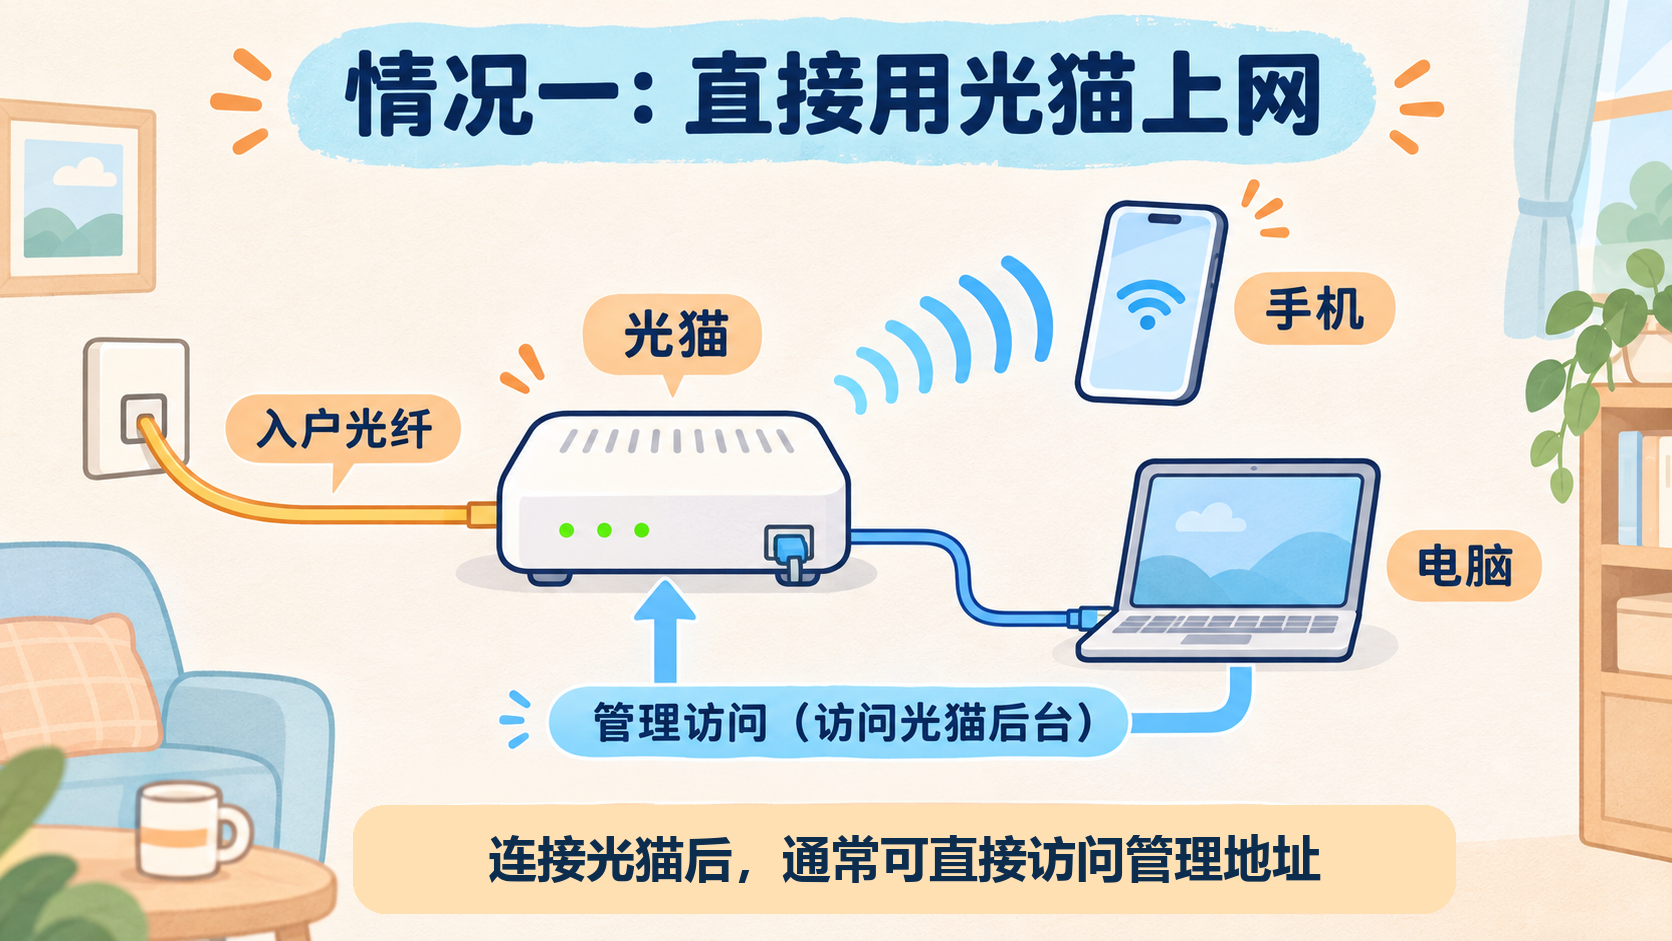 情况一：直接用光猫上网
手机
光猫
入户光纤
电脑
管理访问（访问光猫后台）
连接光猫后，通常可直接访问管理地址